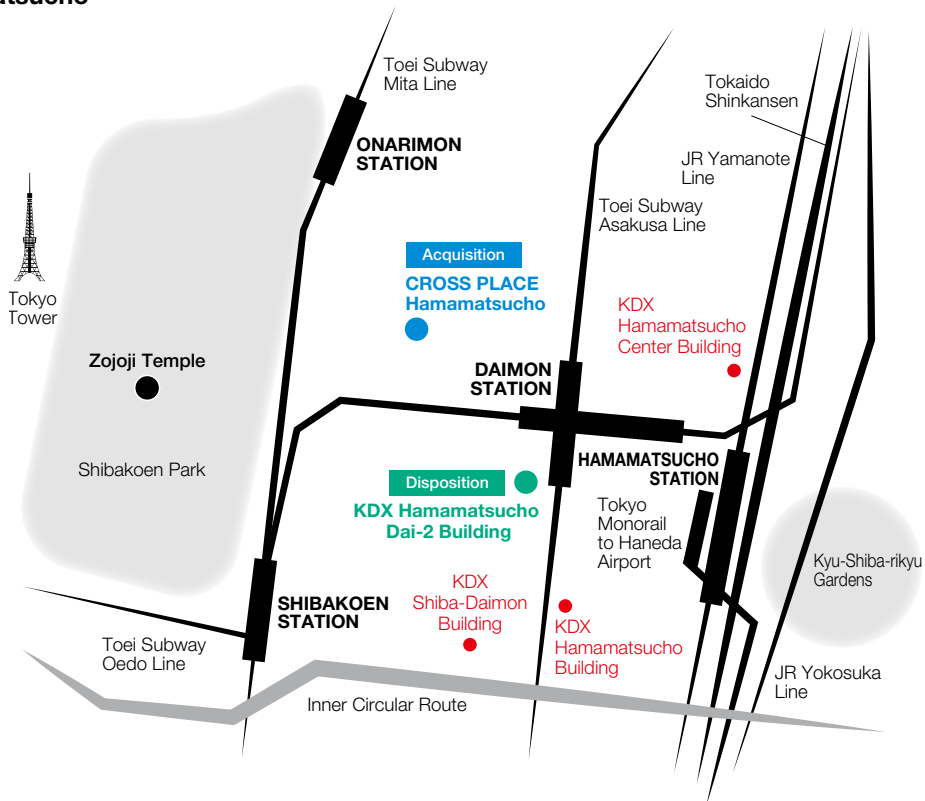 Toei Subway
Mita Line
Tokaido
Shinkansen
ONARIMON
STATION
JR Yamanote
Line
Toei Subway
Asakusa Line
Acquisition
CROSS PLACE
Hamamatsucho
Tokyo
Tower
KDX
Hamamatsucho
Center Building
Zojoji Temple
DAIMON
STATION
Shibakoen Park
HAMAMATSUCHO
STATION
Disposition
KDX Hamamatsucho
Dai-2 Building
Tokyo
Monorail
to Haneda
Airport
Kyu-Shiba-rikyu
Gardens
SHIBAKOEN
STATION
KDX
Shiba-Daimon
Building
KDX
Hamamatsucho
Building
Toei Subway
Oedo Line
JR Yokosuka
Line
Inner Circular Route